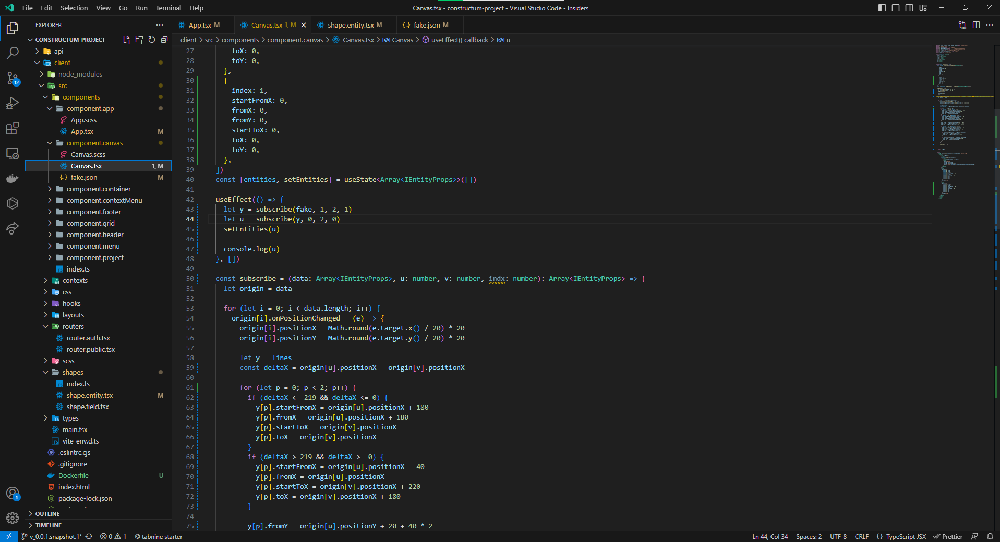 File Edit Selection View Go Run Terminal Help
Canvas.tsx - constructum-project - Visual Studio Code - Insiders
EXPLORER
CONSTRUCTUM-PROJECT
api
client
node_modules
src
components
component.app
App.scss
App.tsx M
component.canvas
Canvas.scss
Canvas.tsx 1, M
fake.json M
component.container
component.contextMenu
component.footer
component.grid
component.header
component.menu
component.project
index.ts
contexts
css
hooks
layouts
routers
router.auth.tsx
router.public.tsx
scss
shapes
index.ts
shape.entity.tsx M
shape.field.tsx
types
main.tsx
vite-env.d.ts
.eslintrc.cjs
.gitignore
Dockerfile U
index.html
package-lock.json
OUTLINE
TIMELINE
12
1
App.tsx M Canvas.tsx 1, M shape.entity.tsx M fake.json M
client > src > components > component.canvas > Canvas.tsx > Canvas > useEffect() callback > u
27 toX: 0,
28 toY: 0,
29 },
30 {
31 index: 1,
32 startFromX: 0,
33 fromX: 0,
34 fromY: 0,
35 startToX: 0,
36 toX: 0,
37 toY: 0,
38 },
39 ])
40 const [entities, setEntities] = useState<Array<IEntityProps>>([])
41
42 useEffect(() => {
43 let y = subscribe(fake, 1, 2, 1)
44 let u = subscribe(y, 0, 2, 0)
45 setEntities(u)
46
47 console.log(u)
48 }, [])
49
50 const subscribe = (data: Array<IEntityProps>, u: number, v: number, indx: number): Array<IEntityProps> => {
51 let origin = data
52
53 for (let i = 0; i < data.length; i++) {
54 origin[i].onPositionChanged = (e) => {
55 origin[i].positionX = Math.round(e.target.x() / 20) * 20
56 origin[i].positionY = Math.round(e.target.y() / 20) * 20
57
58 let y = lines
59 const deltaX = origin[u].positionX - origin[v].positionX
60
61 for (let p = 0; p < 2; p++) {
62 if (deltaX < -219 && deltaX <= 0) {
63 y[p].startFromX = origin[u].positionX + 180
64 y[p].fromX = origin[u].positionX + 180
65 y[p].startToX = origin[v].positionX
66 y[p].toX = origin[v].positionX
67 }
68 if (deltaX > 219 && deltaX >= 0) {
69 y[p].startFromX = origin[u].positionX - 40
70 y[p].fromX = origin[u].positionX
71 y[p].startToX = origin[v].positionX + 220
72 y[p].toX = origin[v].positionX + 180
73 }
74
75 y[p].fromY = origin[u].positionY + 20 + 40 * 2
v_0.0.1.snapshot.1* 0 1 tabnine starter
Ln 44, Col 34 Spaces: 2 UTF-8 CRLF {} TypeScript JSX Prettier